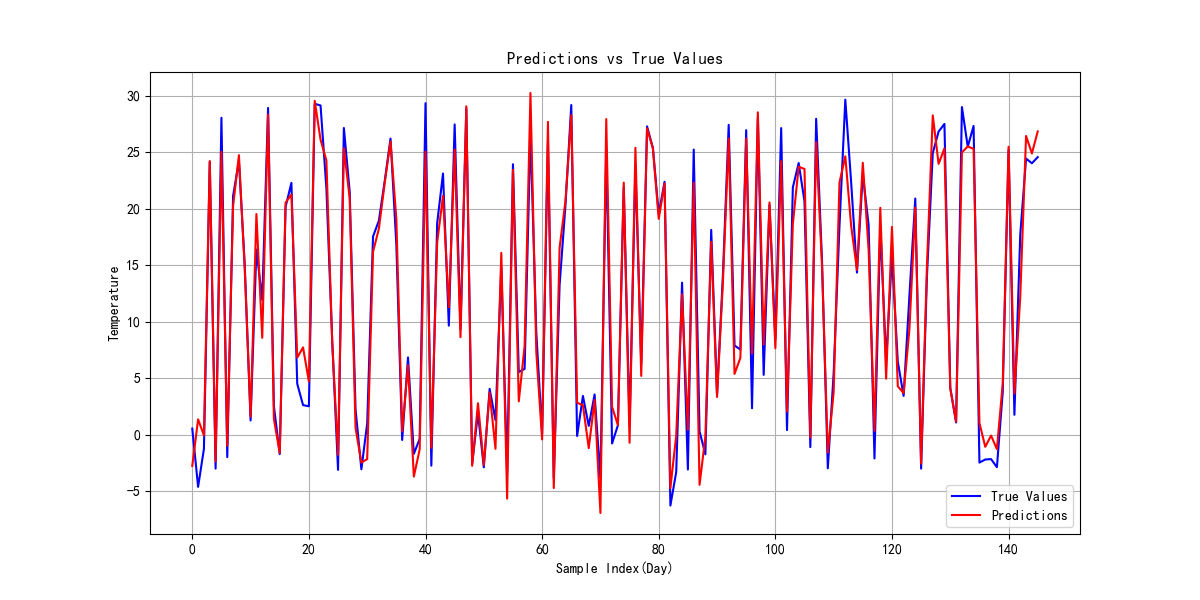 Predictions vs True Values
Temperature
30
25
20
15
10
5
0
−5
0 20 40 60 80 100 120 140
Sample Index(Day)
True Values
Predictions